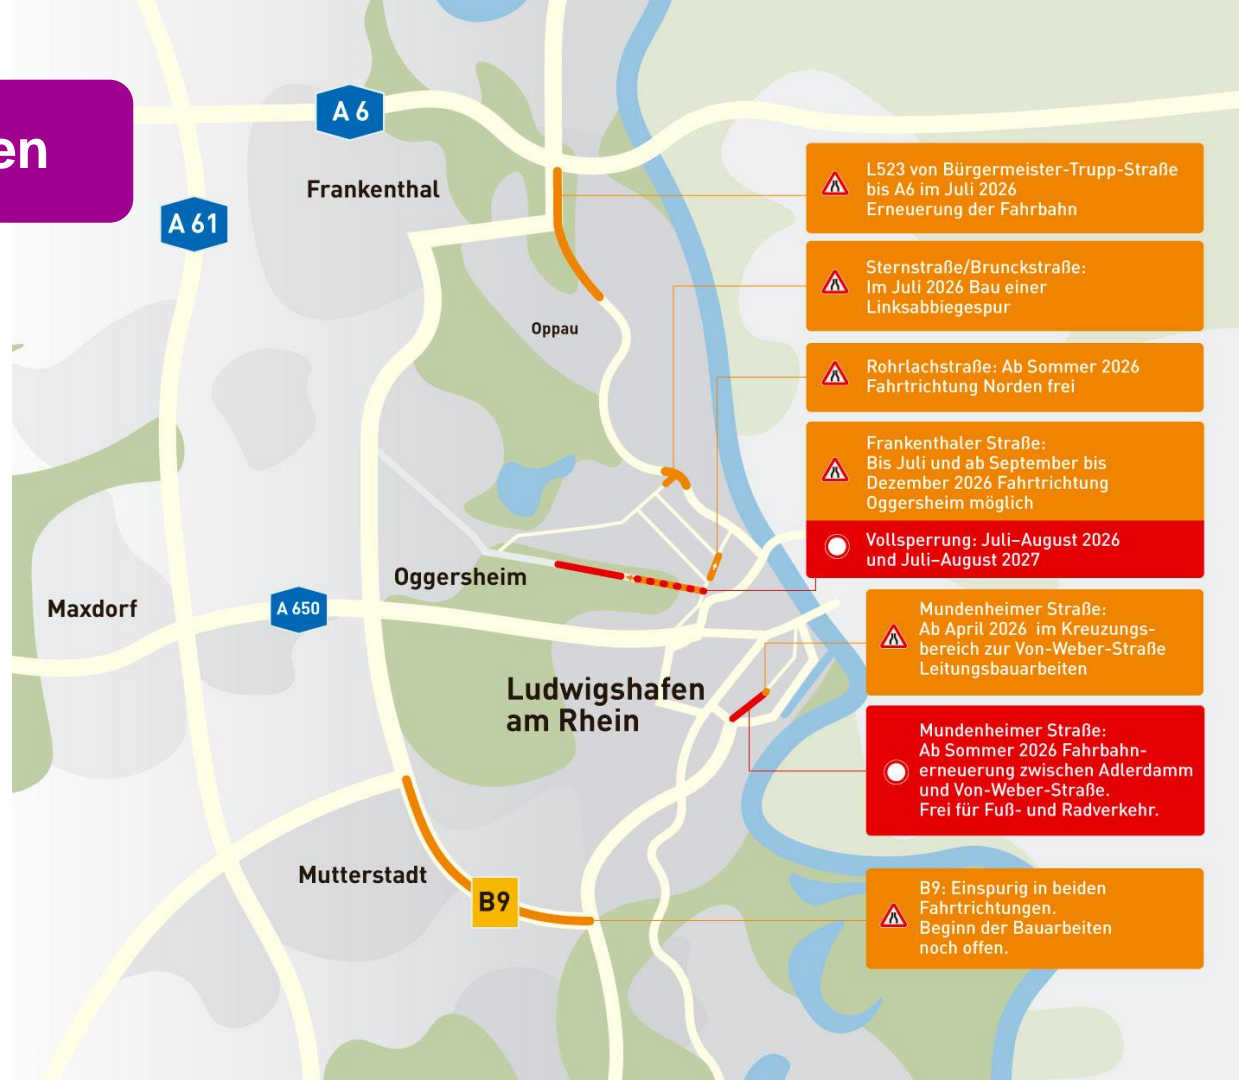 en
A 6
Frankenthal
A 61
Oppau
Oggersheim
Maxdorf
A 650
Ludwigshafen
am Rhein
Mutterstadt
B9
L523 von Bürgermeister-Trupp-Straße
bis A6 im Juli 2026
Erneuerung der Fahrbahn
Sternstraße/Brunckstraße:
Im Juli 2026 Bau einer
Linksabbiegespur
Rohrlachstraße: Ab Sommer 2026
Fahrtrichtung Norden frei
Frankenthaler Straße:
Bis Juli und ab September bis
Dezember 2026 Fahrtrichtung
Oggersheim möglich
Vollsperrung: Juli–August 2026
und Juli–August 2027
Mundenheimer Straße:
Ab April 2026 im Kreuzungs-
bereich zur Von-Weber-Straße
Leitungsbauarbeiten
Mundenheimer Straße:
Ab Sommer 2026 Fahrbahn-
erneuerung zwischen Adlerdamm
und Von-Weber-Straße.
Frei für Fuß- und Radverkehr.
B9: Einspurig in beiden
Fahrtrichtungen.
Beginn der Bauarbeiten
noch offen.